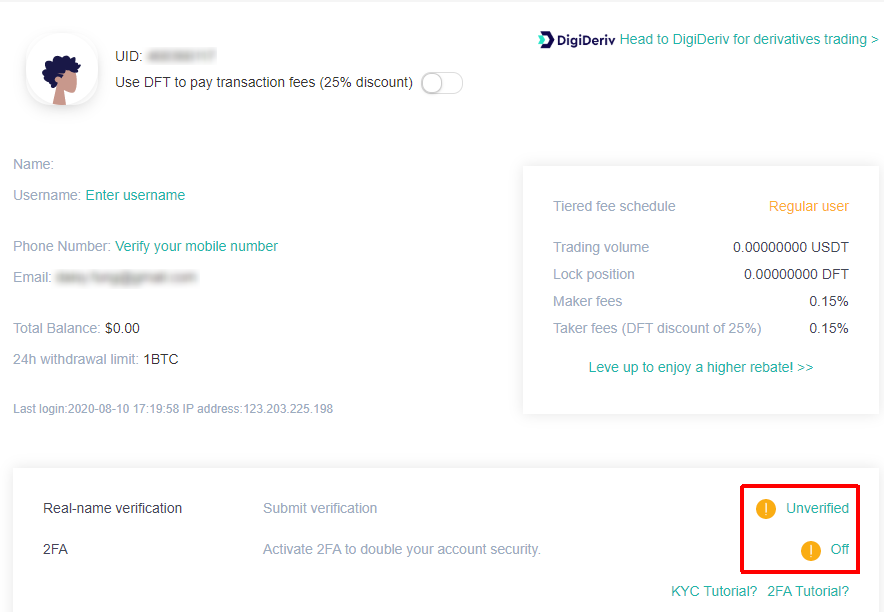 DigiDeriv Head to DigiDeriv for derivatives trading >
UID:
Use DFT to pay transaction fees (25% discount)
Name:
Username: Enter username
Phone Number: Verify your mobile number
Email:
Total Balance: $0.00
24h withdrawal limit: 1BTC
Last login:2020-08-10 17:19:58 IP address:123.203.225.198
Tiered fee schedule Regular user
Trading volume 0.00000000 USDT
Lock position 0.00000000 DFT
Maker fees 0.15%
Taker fees (DFT discount of 25%) 0.15%
Leve up to enjoy a higher rebate! >>
Real-name verification Submit verification ! Unverified
2FA Activate 2FA to double your account security. ! Off
KYC Tutorial? 2FA Tutorial?